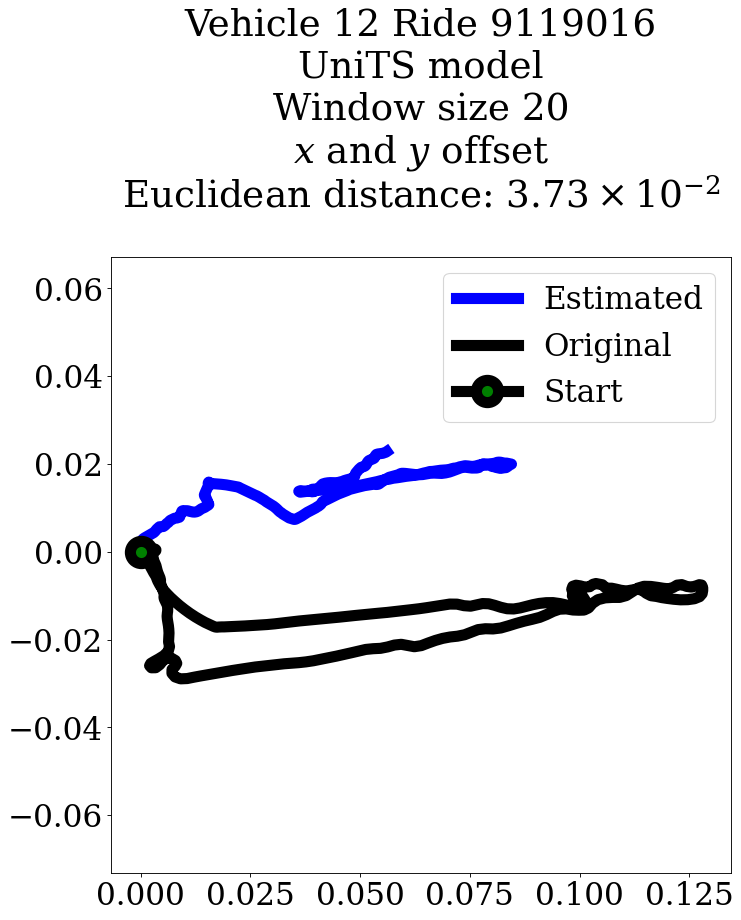 Vehicle 12 Ride 9119016
UniTS model
Window size 20
x and y offset
Euclidean distance: 3.73 × 10⁻²
Estimated
Original
Start
0.06
0.04
0.02
0.00
−0.02
−0.04
−0.06
0.000 0.025 0.050 0.075 0.100 0.125